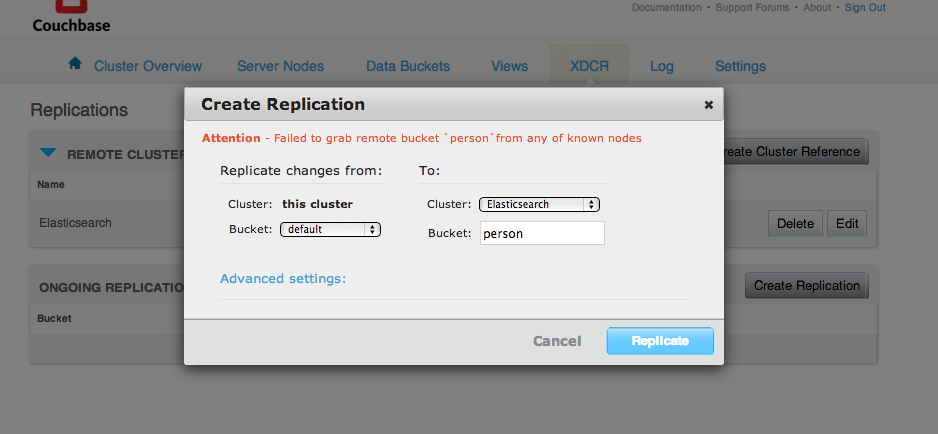 Couchbase
Documentation • Support Forums • About • Sign Out
Cluster Overview Server Nodes Data Buckets Views XDCR Log Settings
Replications
Create Replication
Attention - Failed to grab remote bucket `person`from any of known nodes
REMOTE CLUSTER
reate Cluster Reference
Replicate changes from: To:
Name
Cluster: this cluster Cluster: Elasticsearch
Elasticsearch Delete Edit
Bucket: default Bucket: person
Advanced settings:
ONGOING REPLICATIO Create Replication
Bucket
Cancel Replicate